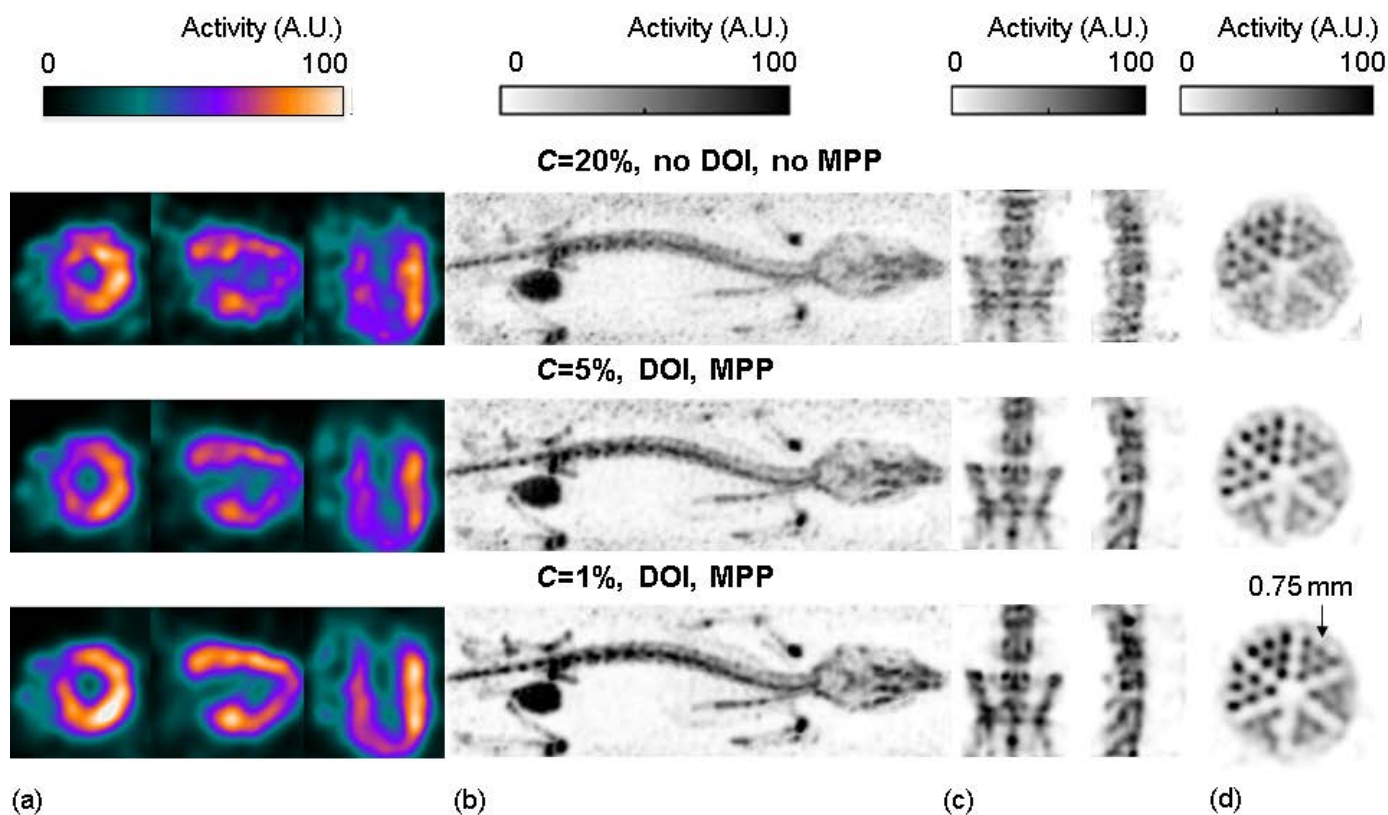 Activity (A.U.) Activity (A.U.) Activity (A.U.) Activity (A.U.)
0 100 0 100 0 100 0 100
C=20%, no DOI, no MPP
C=5%, DOI, MPP
C=1%, DOI, MPP
0.75 mm
(a) (b) (c) (d)